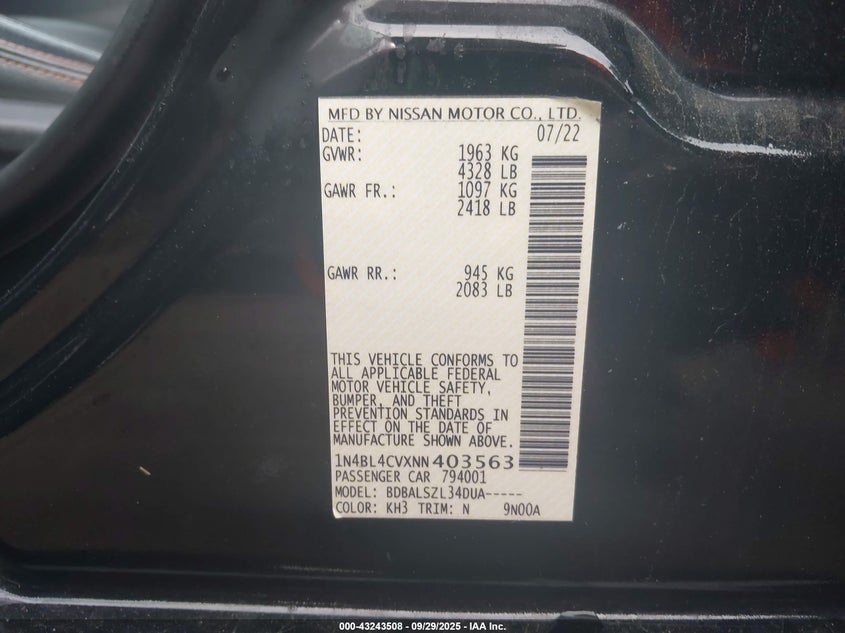 MFD BY NISSAN MOTOR CO., LTD.
DATE: 07/22
GVWR: 1963 KG
4328 LB
GAWR FR.: 1097 KG
2418 LB
GAWR RR.: 945 KG
2083 LB
THIS VEHICLE CONFORMS TO
ALL APPLICABLE FEDERAL
MOTOR VEHICLE SAFETY,
BUMPER, AND THEFT
PREVENTION STANDARDS IN
EFFECT ON THE DATE OF
MANUFACTURE SHOWN ABOVE.
1N4BL4CVXNN403563
PASSENGER CAR 794001
MODEL: BDBALSZL34DUA-----
COLOR: KH3 TRIM: N 9N00A
000-43243508 - 09/29/2025 - IAA Inc.